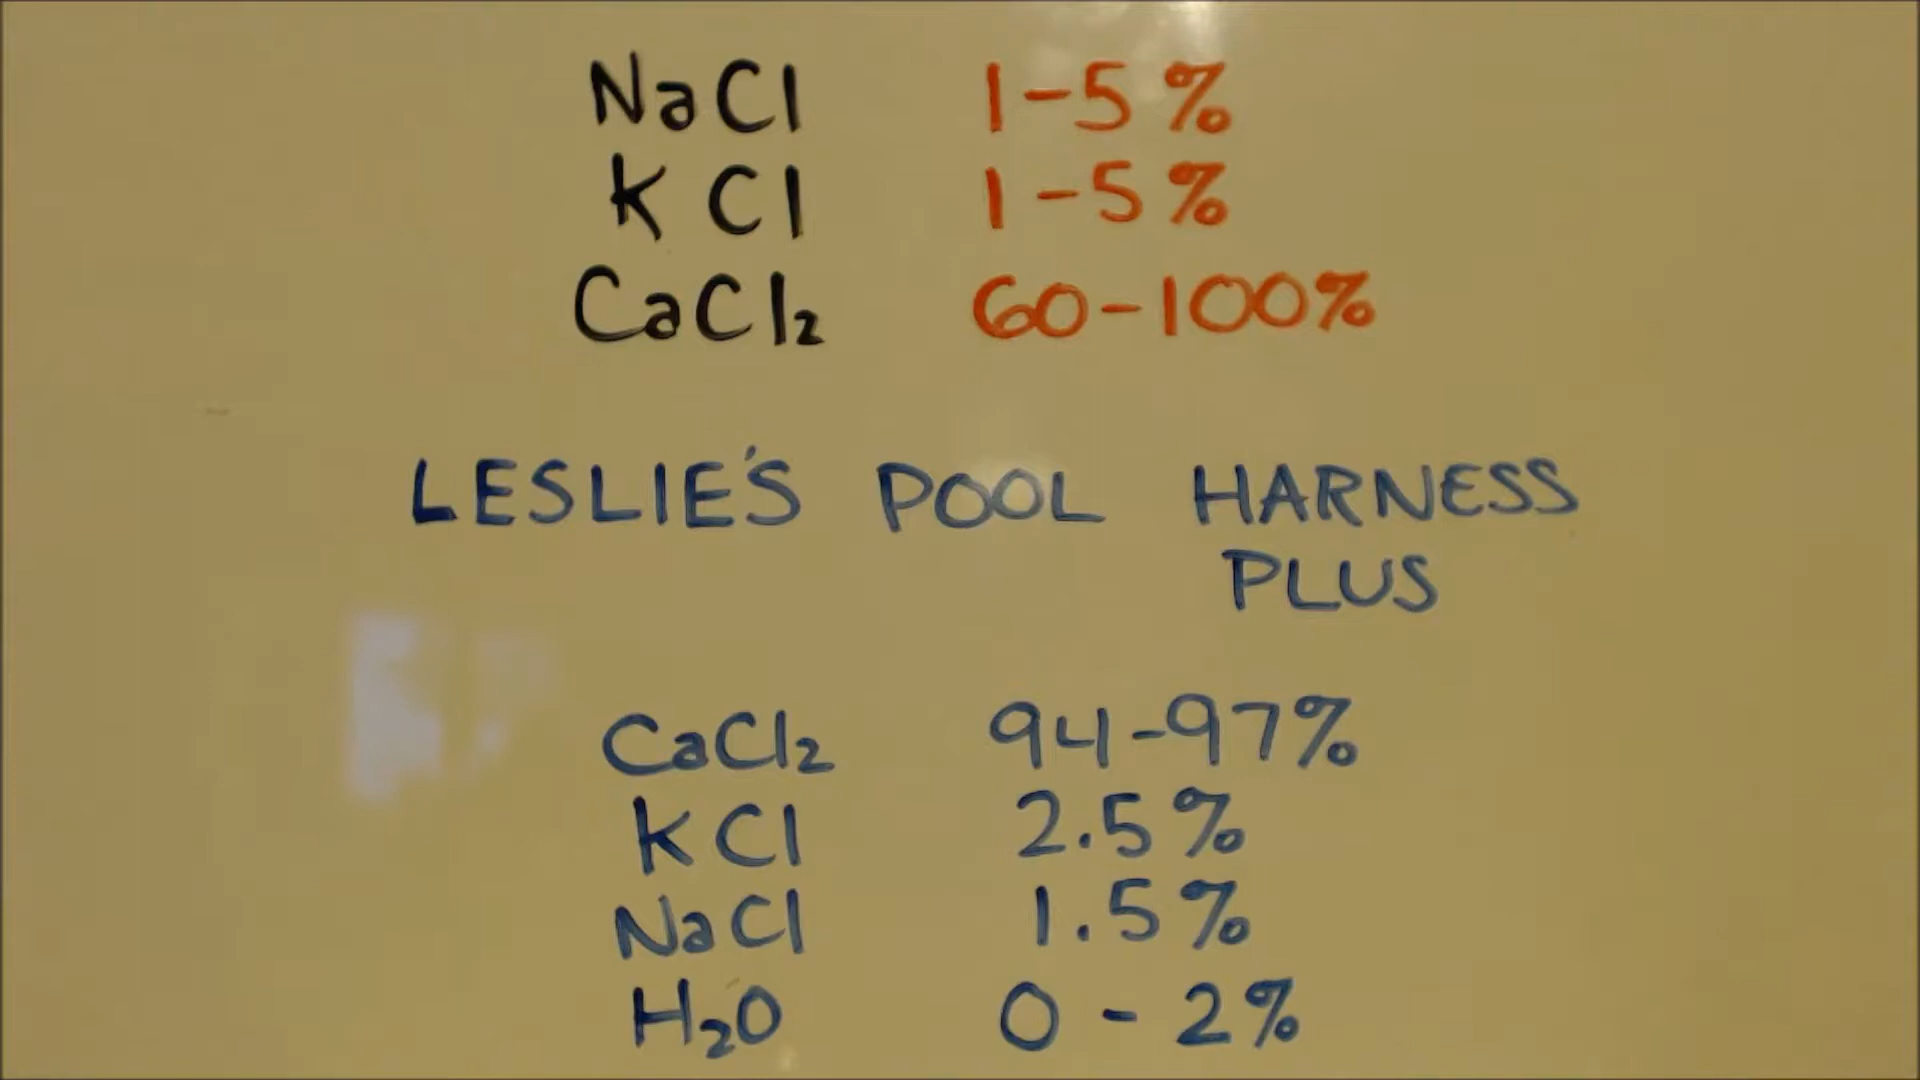 NaCl 1-5%
KCl 1-5%
CaCl₂ 60-100%
LESLIE'S POOL HARNESS
PLUS
CaCl₂ 94-97%
KCl 2.5%
NaCl 1.5%
H₂O 0-2%